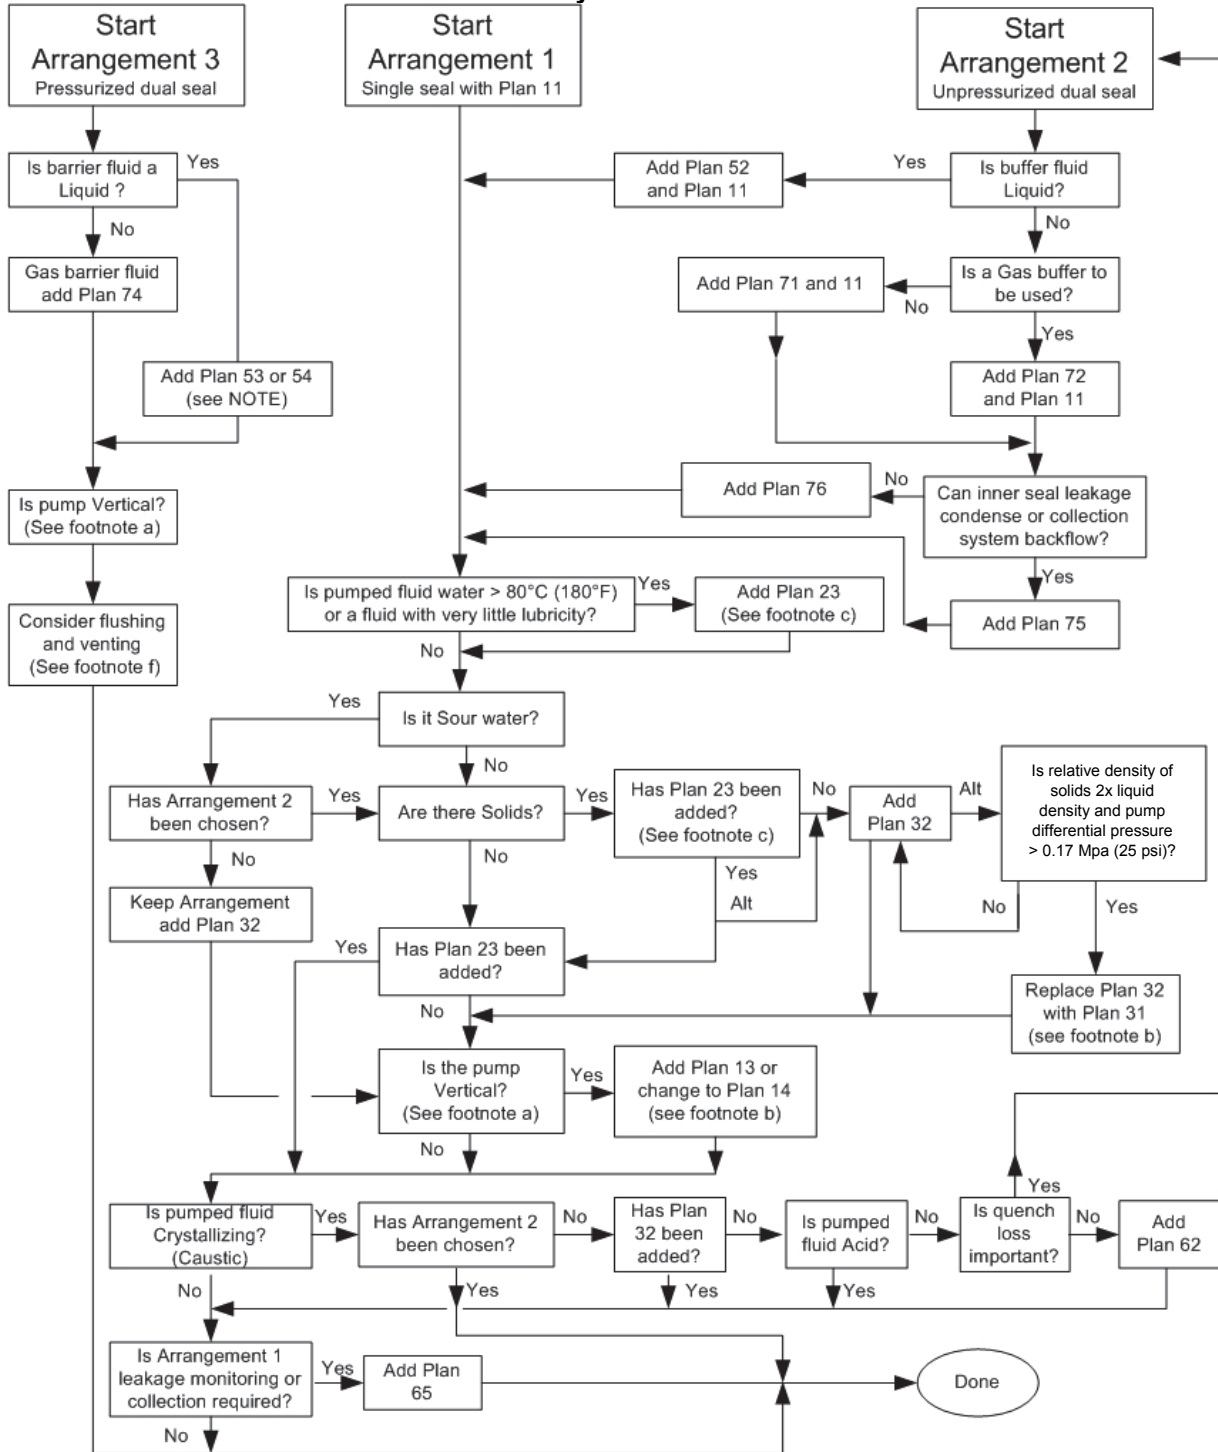 Start
Arrangement 3
Pressurized dual seal
Start
Arrangement 1
Single seal with Plan 11
Start
Arrangement 2
Unpressurized dual seal
Is barrier fluid a
Liquid ?
Yes
No
Add Plan 52
and Plan 11
Yes
Is buffer fluid
Liquid?
No
Gas barrier fluid
add Plan 74
Add Plan 71 and 11
No
Is a Gas buffer to
be used?
Yes
Add Plan 53 or 54
(see NOTE)
Add Plan 72
and Plan 11
Is pump Vertical?
(See footnote a)
Add Plan 76
No
Can inner seal leakage
condense or collection
system backflow?
Yes
Consider flushing
and venting
(See footnote f)
Is pumped fluid water > 80°C (180°F)
or a fluid with very little lubricity?
Yes
Add Plan 23
(See footnote c)
Add Plan 75
No
Yes
Is it Sour water?
No
Has Arrangement 2
been chosen?
Yes
No
Are there Solids?
Yes
No
Has Plan 23 been
added?
(See footnote c)
No
Yes
Alt
Add
Plan 32
Alt
Is relative density of
solids 2x liquid
density and pump
differential pressure
> 0.17 Mpa (25 psi)?
No
Yes
Keep Arrangement
add Plan 32
Yes
Has Plan 23 been
added?
No
Replace Plan 32
with Plan 31
(see footnote b)
Is the pump
Vertical?
(See footnote a)
Yes
No
Add Plan 13 or
change to Plan 14
(see footnote b)
Is pumped fluid
Crystallizing?
(Caustic)
Yes
No
Has Arrangement 2
been chosen?
No
Yes
Has Plan
32 been
added?
No
Yes
Is pumped
fluid Acid?
No
Yes
Is quench
loss
important?
Yes
No
Add
Plan 62
Is Arrangement 1
leakage monitoring or
collection required?
Yes
No
Add Plan
65
Done